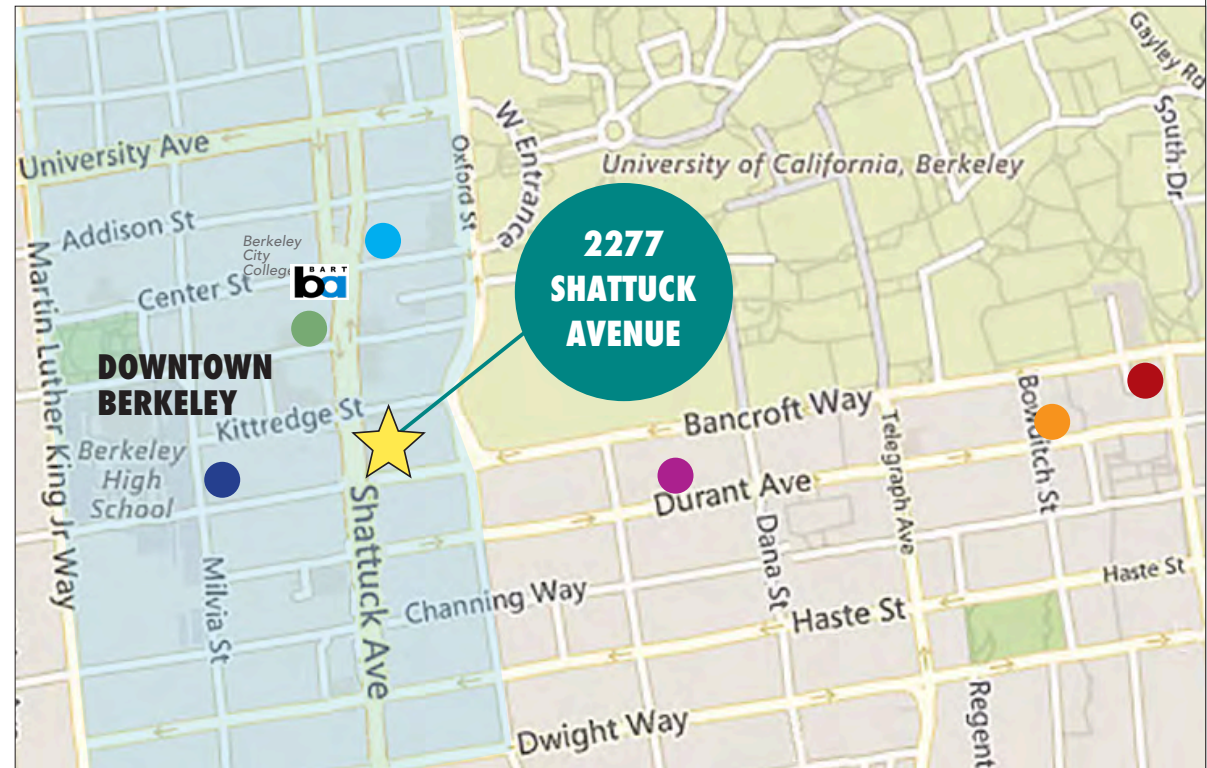 Gayley Rd
University Ave
Oxford St
W Entrance
University of California, Berkeley
South Dr
Addison St
Berkeley
City
College
BART
ba
Center St
2277
SHATTUCK
AVENUE
Martin Luther King Jr Way
DOWNTOWN
BERKELEY
Kittredge St
Berkeley
High
School
Bancroft Way
Bowditch St
Telegraph Ave
Durant Ave
Dana St
Shattuck Ave
Milvia St
Channing Way
Haste St
Haste St
Regent
Dwight Way